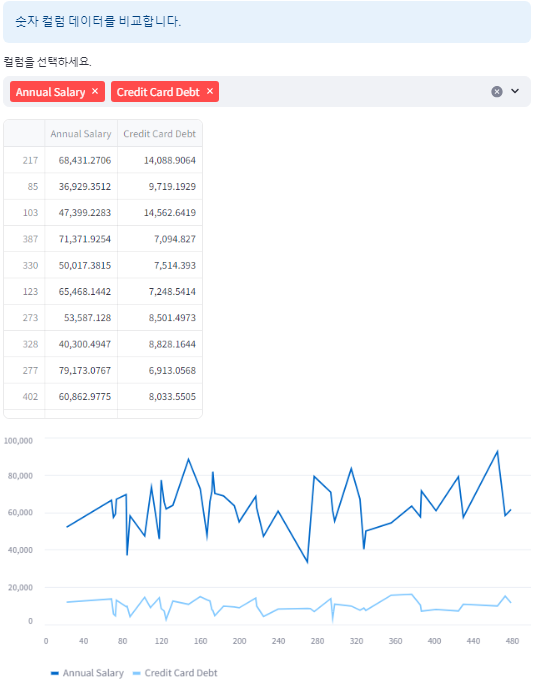 숫자 컬럼 데이터를 비교합니다.
컬럼을 선택하세요.
Annual Salary × Credit Card Debt ×
Annual Salary Credit Card Debt
217 68,431.2706 14,088.9064
85 36,929.3512 9,719.1929
103 47,399.2283 14,562.6419
387 71,371.9254 7,094.827
330 50,017.3815 7,514.393
123 65,468.1442 7,248.5414
273 53,587.128 8,501.4973
328 40,300.4947 8,828.1644
277 79,173.0767 6,913.0568
402 60,862.9775 8,033.5505
100,000
80,000
60,000
40,000
20,000
0
0 40 80 120 160 200 240 280 320 360 400 440 480
Annual Salary Credit Card Debt